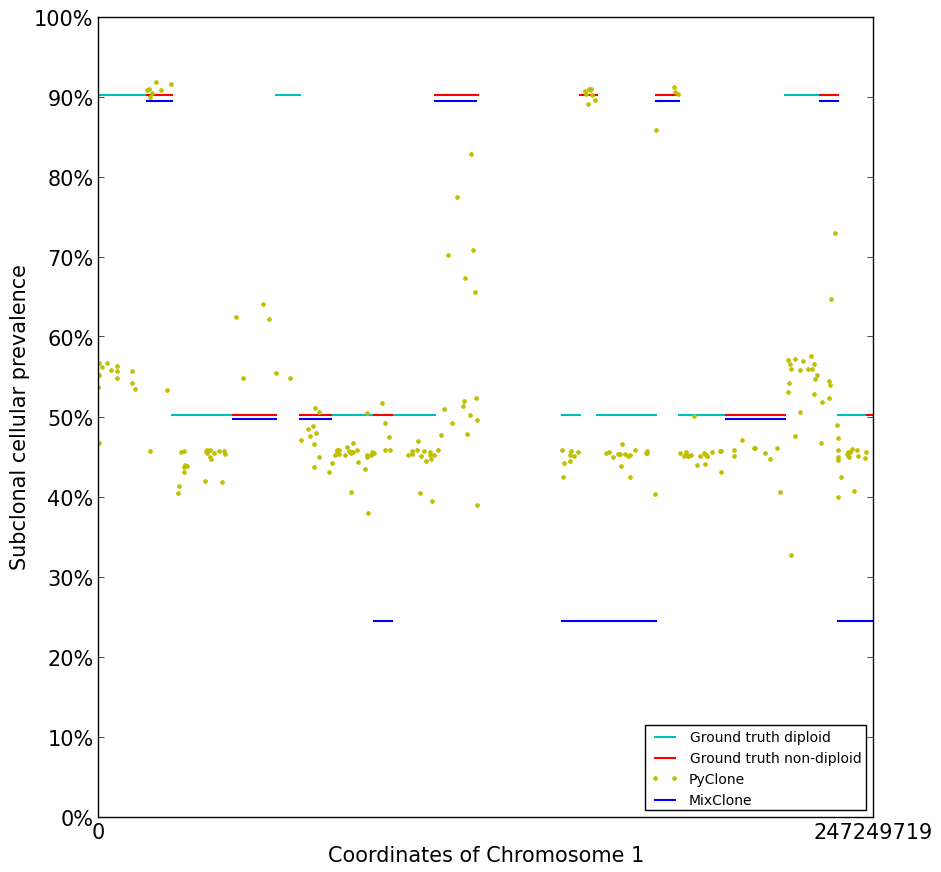 100%
90%
80%
70%
60%
50%
40%
30%
20%
10%
0%
Subclonal cellular prevalence
0
247249719
Coordinates of Chromosome 1
Ground truth diploid
Ground truth non-diploid
PyClone
MixClone